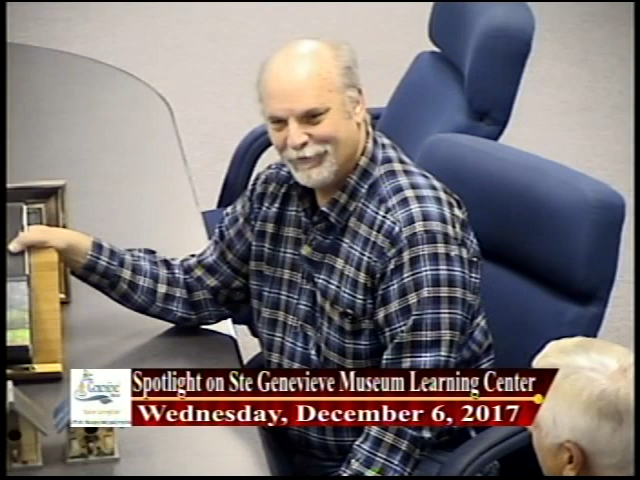 Spotlight on Ste Genevieve Museum Learning Center
Wednesday, December 6, 2017